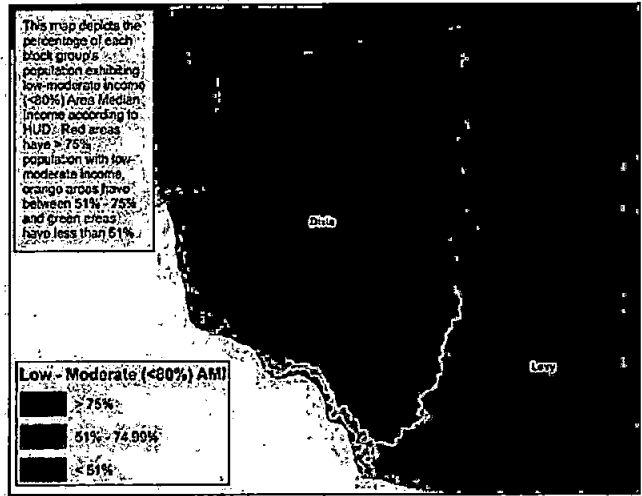 This map depicts the
percentage of each
block group's
population exhibiting
low-moderate income
(<80%) Area Median
Income according to
HUD. Red areas
have > 75%
population with low-
moderate income,
orange areas have
between 51% - 75%
and green areas
have less than 51%.
Dixie
Levy
Low - Moderate (<80%) AMI
> 75%
51% - 74.99%
< 51%